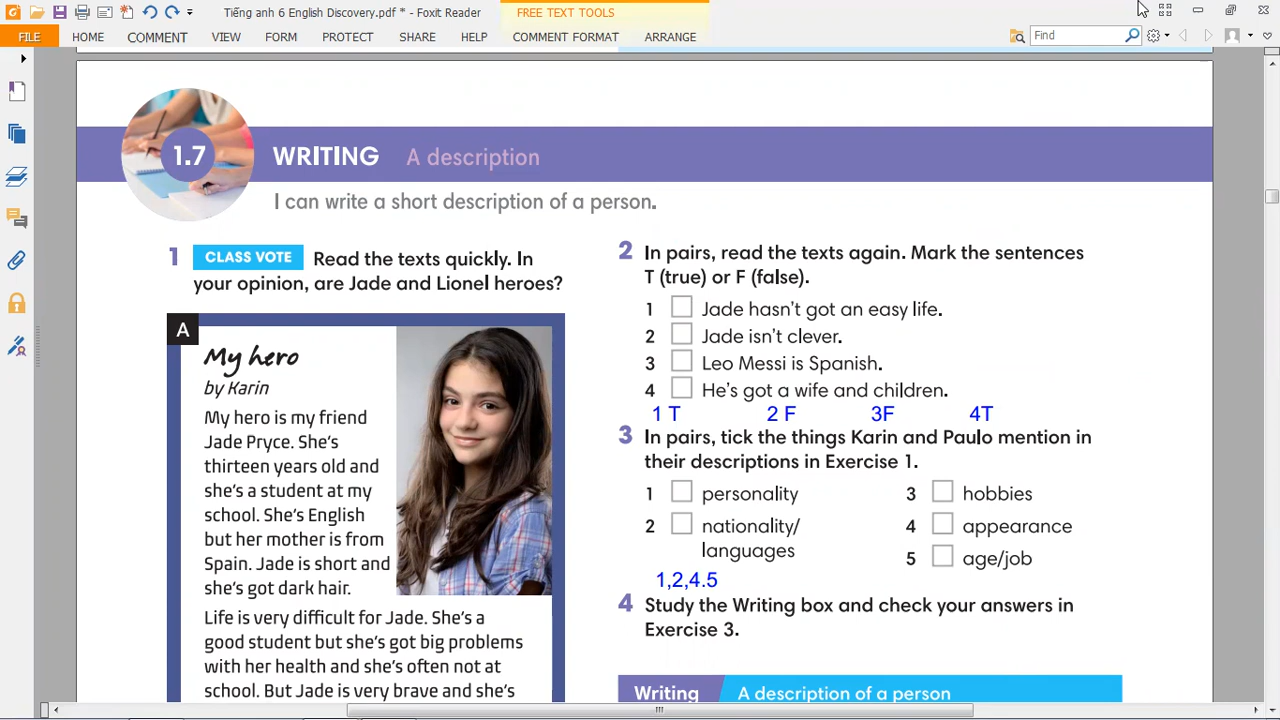 Tiếng anh 6 English Discovery.pdf * - Foxit Reader
FREE TEXT TOOLS
FILE HOME COMMENT VIEW FORM PROTECT SHARE HELP COMMENT FORMAT ARRANGE
Find
1.7 WRITING A description
I can write a short description of a person.
1 CLASS VOTE Read the texts quickly. In
your opinion, are Jade and Lionel heroes?
A
My hero
by Karin
My hero is my friend
Jade Pryce. She's
thirteen years old and
she's a student at my
school. She's English
but her mother is from
Spain. Jade is short and
she's got dark hair.
Life is very difficult for Jade. She's a
good student but she's got big problems
with her health and she's often not at
school. But Jade is very brave and she's
2 In pairs, read the texts again. Mark the sentences
T (true) or F (false).
1 Jade hasn't got an easy life.
2 Jade isn't clever.
3 Leo Messi is Spanish.
4 He's got a wife and children.
1 T 2 F 3F 4T
3 In pairs, tick the things Karin and Paulo mention in
their descriptions in Exercise 1.
1 personality
2 nationality/
languages
3 hobbies
4 appearance
5 age/job
1,2,4.5
4 Study the Writing box and check your answers in
Exercise 3.
Writing A description of a person